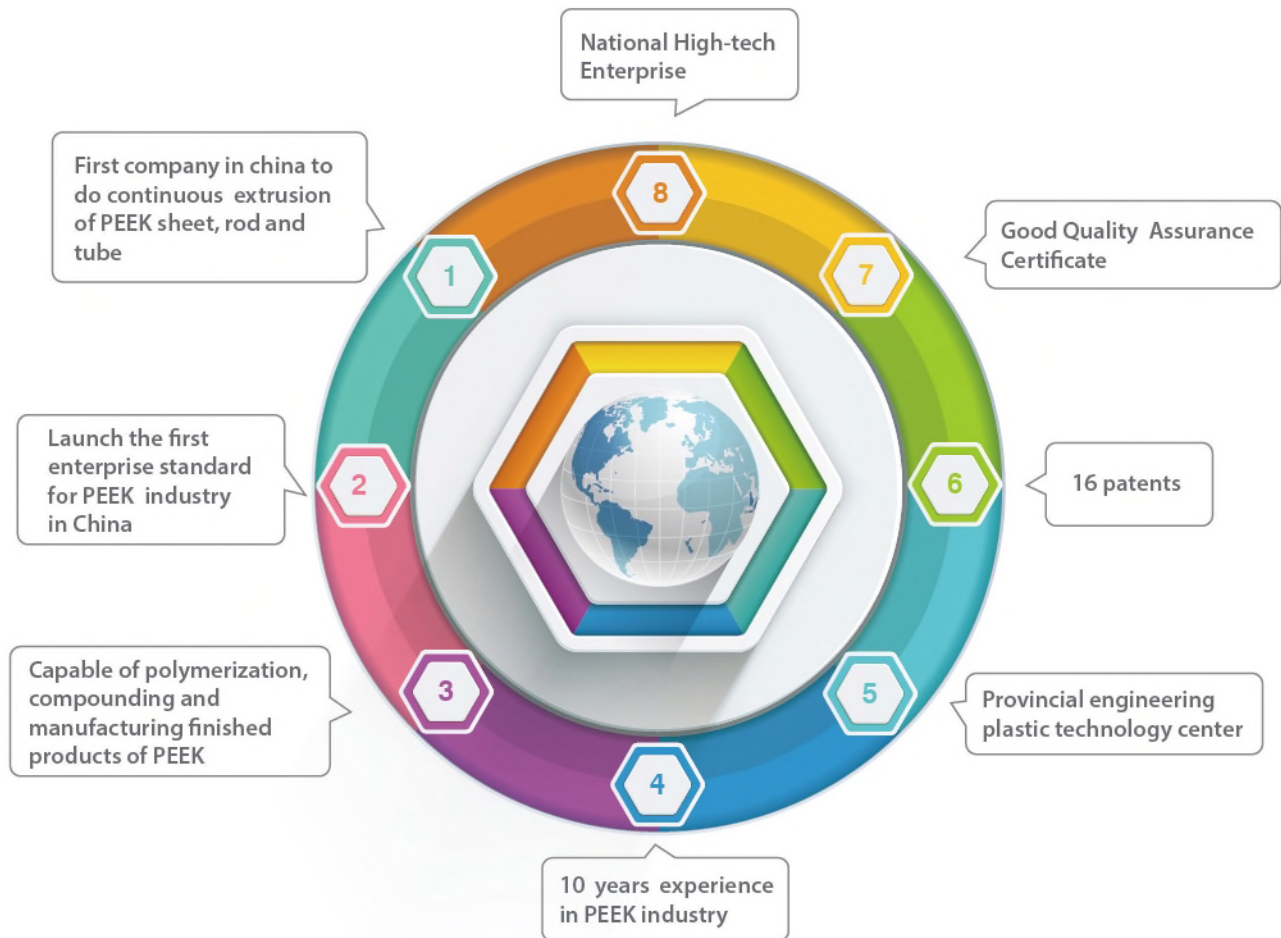 National High-tech
Enterprise
8
First company in china to
do continuous extrusion
of PEEK sheet, rod and
tube
1
7
Good Quality Assurance
Certificate
Launch the first
enterprise standard
for PEEK industry
in China
2
6
16 patents
Capable of polymerization,
compounding and
manufacturing finished
products of PEEK
3
5
Provincial engineering
plastic technology center
4
10 years experience
in PEEK industry